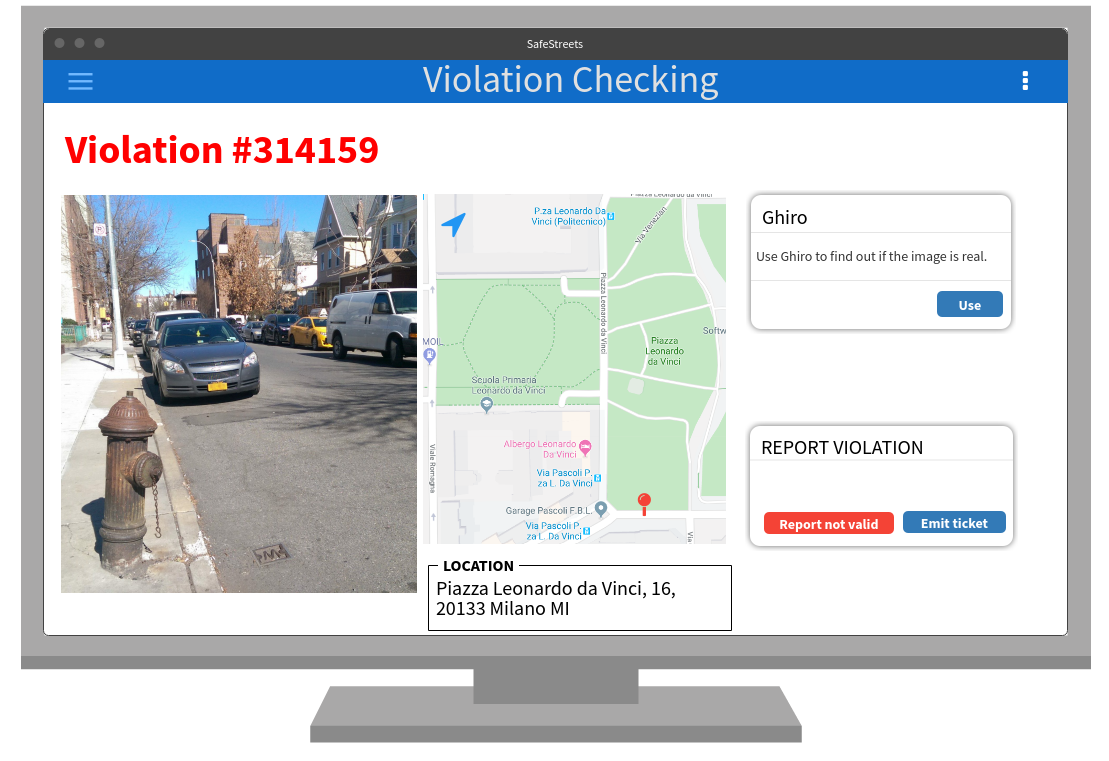 SafeStreets
Violation Checking
Violation #314159
P
Piazza Leonardo da Vinci
P.za Leonardo Da
Vinci (Politecnico)
Via Venezian
Piazza Leonardo da Vinci
MOIL
Softw
Piazza
Leonardo
da Vinci
Scuola Primaria
Leonardo da Vinci
Albergo Leonardo
Da Vinci
Viale Romagna
Via Pascoli P.
za L. Da Vinci
Garage Pascoli F.B.L.
Via Pascoli P.
za L. Da Vinci
Via
LOCATION
Piazza Leonardo da Vinci, 16,
20133 Milano MI
Ghiro
Use Ghiro to find out if the image is real.
Use
REPORT VIOLATION
Report not valid
Emit ticket